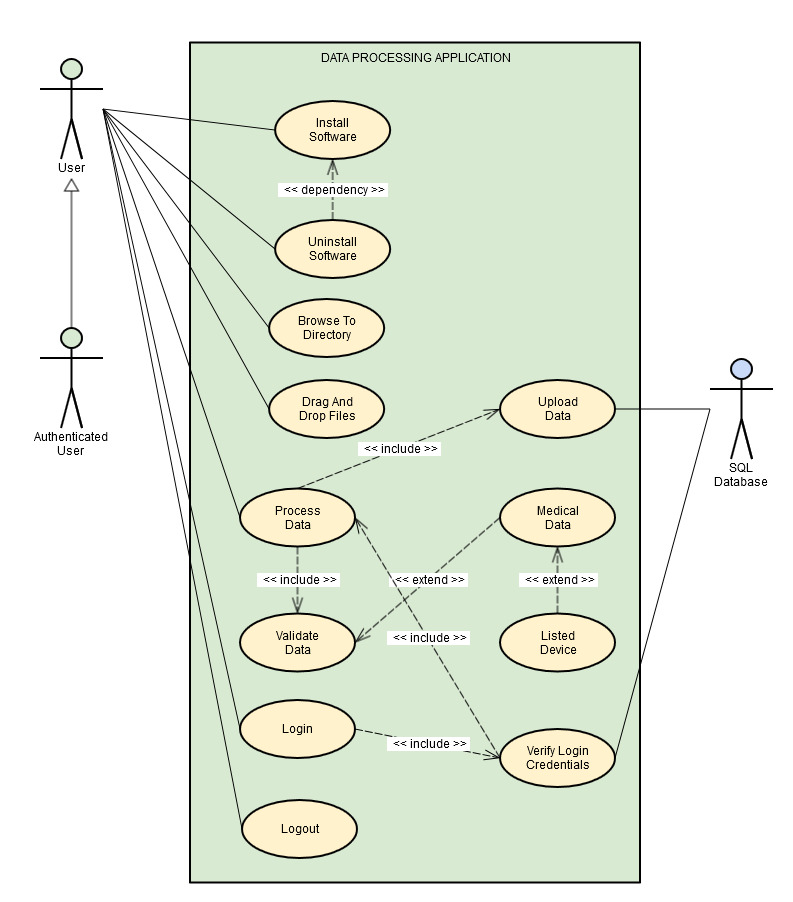 DATA PROCESSING APPLICATION
User
Install
Software
<< dependency >>
Uninstall
Software
Browse To
Directory
Drag And
Drop Files
Upload
Data
Authenticated
User
<< include >>
SQL
Database
Process
Data
Medical
Data
<< include >>
<< extend >>
<< extend >>
Validate
Data
<< include >>
Listed
Device
Login
<< include >>
Verify Login
Credentials
Logout